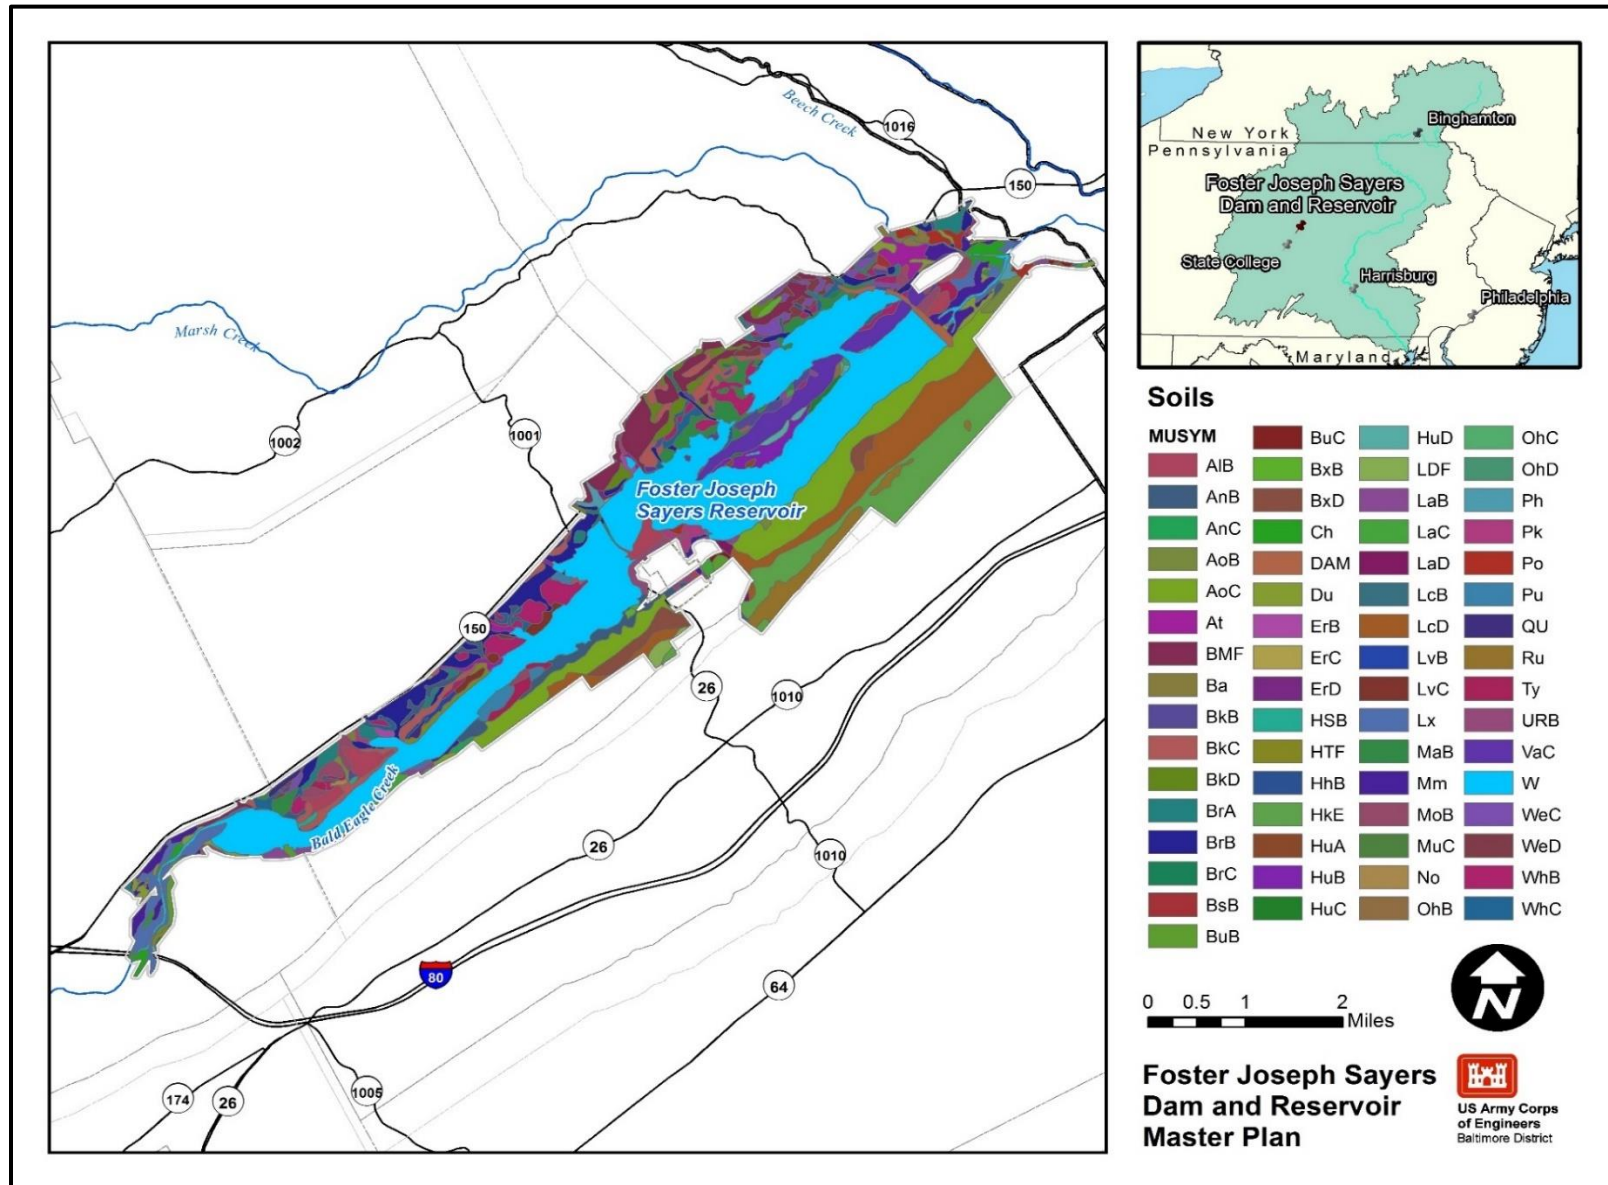 Beech Creek
1016
150
Marsh Creek
1002
1001
Foster Joseph
Sayers Reservoir
150
26
1010
Bald Eagle Creek
26
1010
80
64
174
26
1005
Binghamton
New York
Pennsylvania
Foster Joseph Sayers
Dam and Reservoir
State College
Harrisburg
Philadelphia
Maryland
Soils
MUSYM
AlB
AnB
AnC
AoB
AoC
At
BMF
Ba
BkB
BkC
BkD
BrA
BrB
BrC
BsB
BuB
BuC
BxB
BxD
Ch
DAM
Du
ErB
ErC
ErD
HSB
HTF
HhB
HkE
HuA
HuB
HuC
HuD
LDF
LaB
LaC
LaD
LcB
LcD
LvB
LvC
Lx
MaB
Mm
MoB
MuC
No
OhB
OhC
OhD
Ph
Pk
Po
Pu
QU
Ru
Ty
URB
VaC
W
WeC
WeD
WhB
WhC
0 0.5 1 2
Miles
N
Foster Joseph Sayers
Dam and Reservoir
Master Plan
US Army Corps
of Engineers
Baltimore District